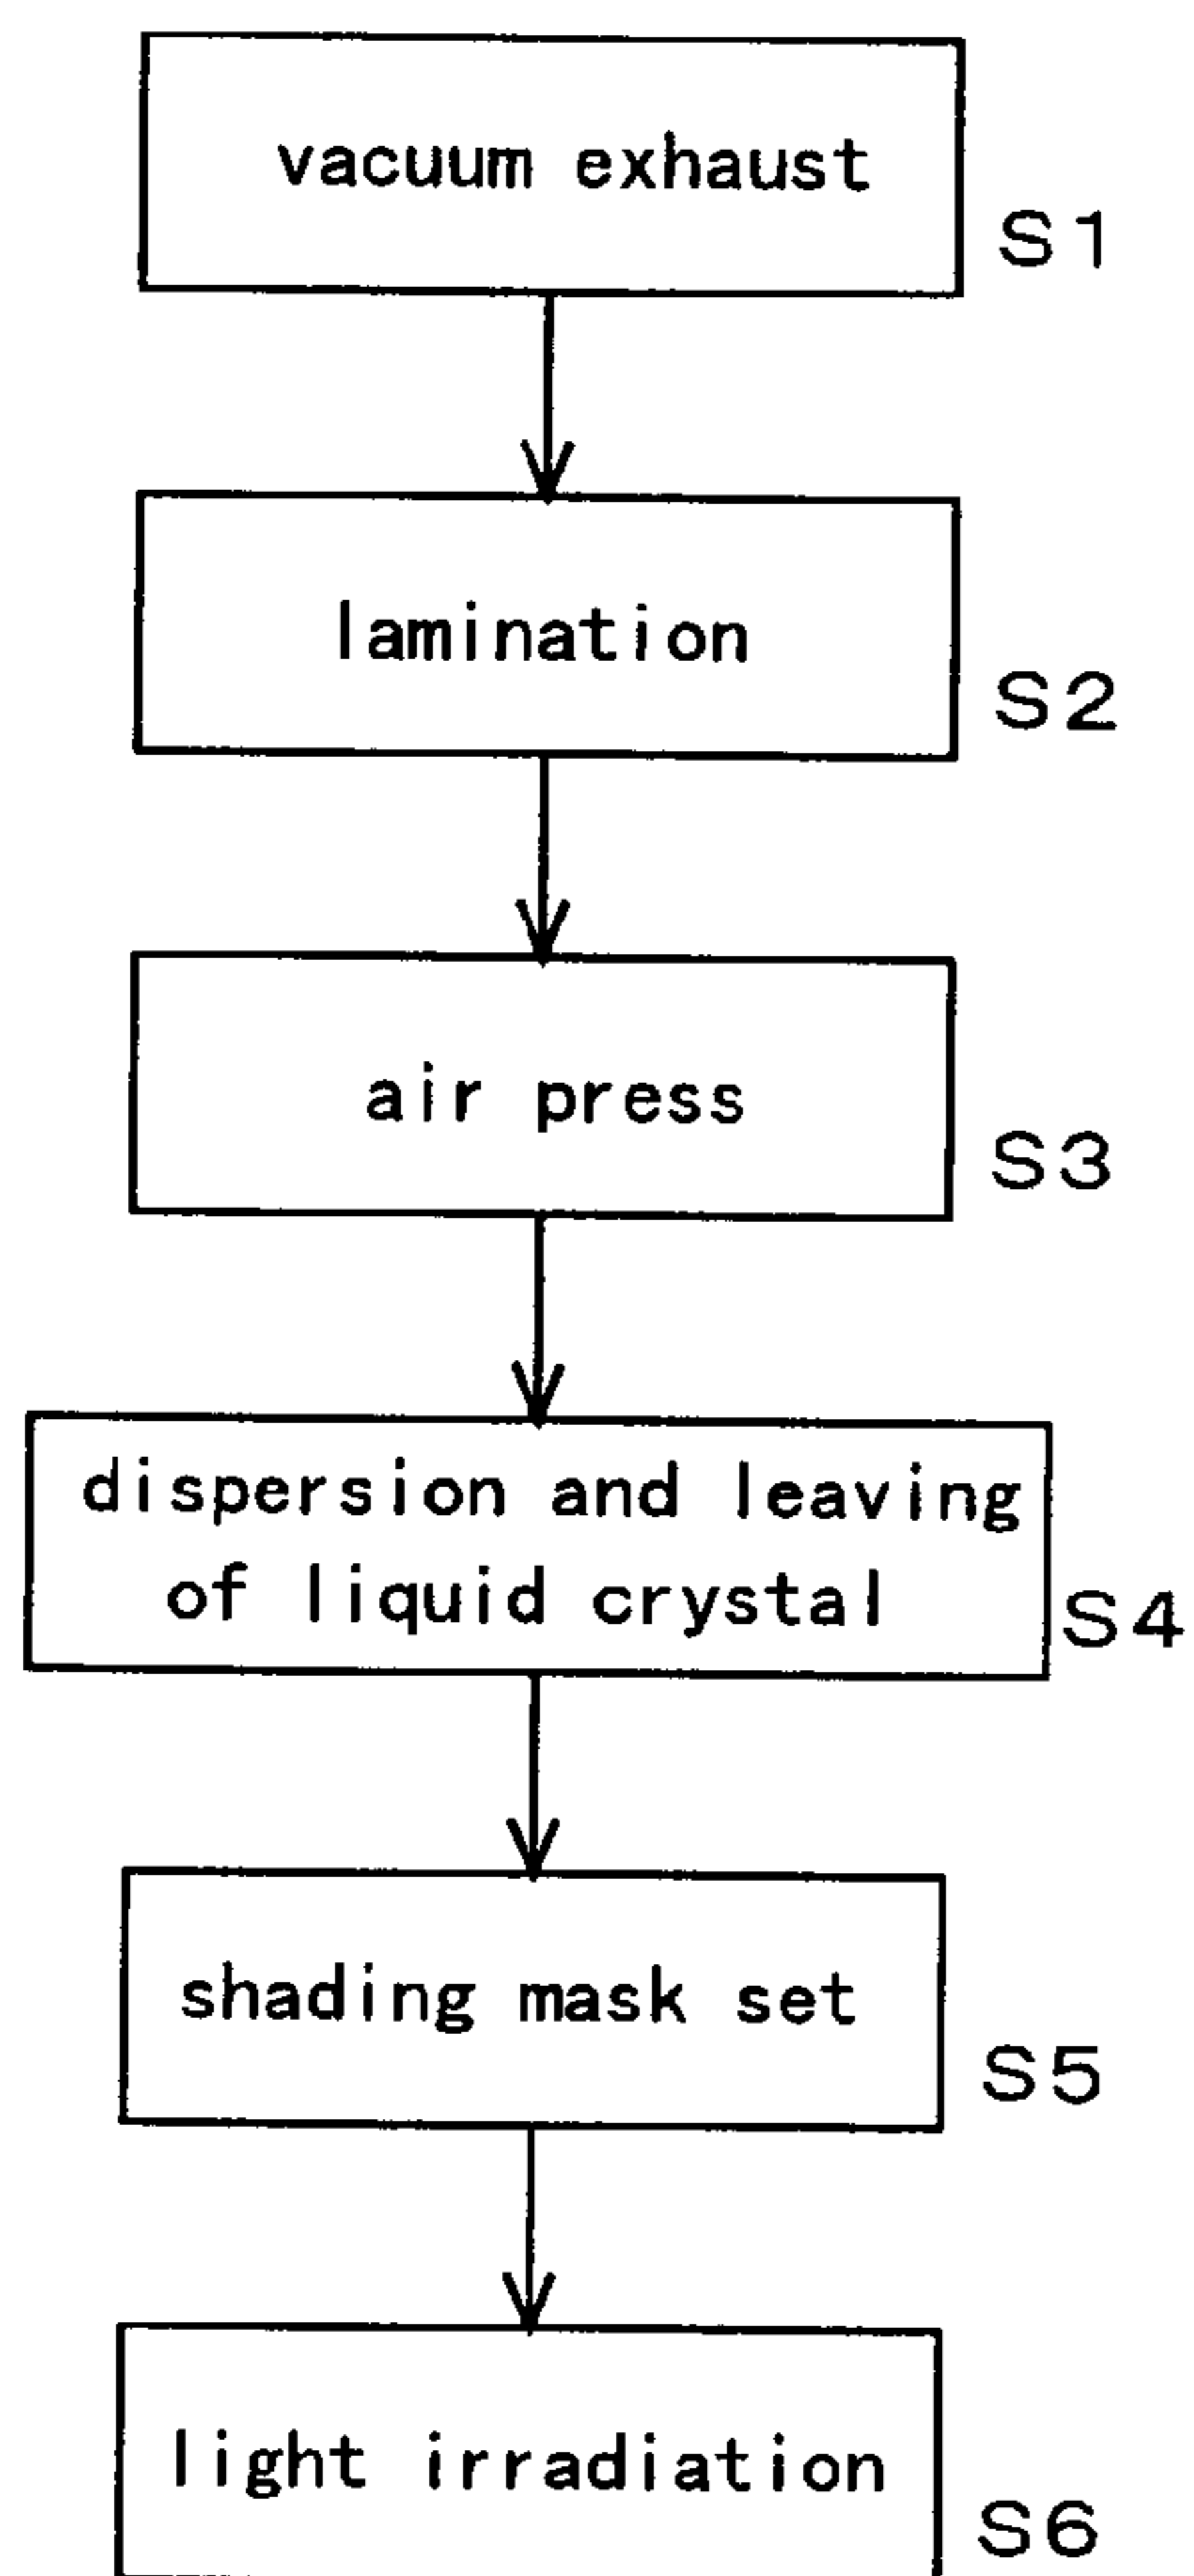 vacuum exhaust
S1
lamination
S2
air press
S3
dispersion and leaving
of liquid crystal
S4
shading mask set
S5
light irradiation
S6